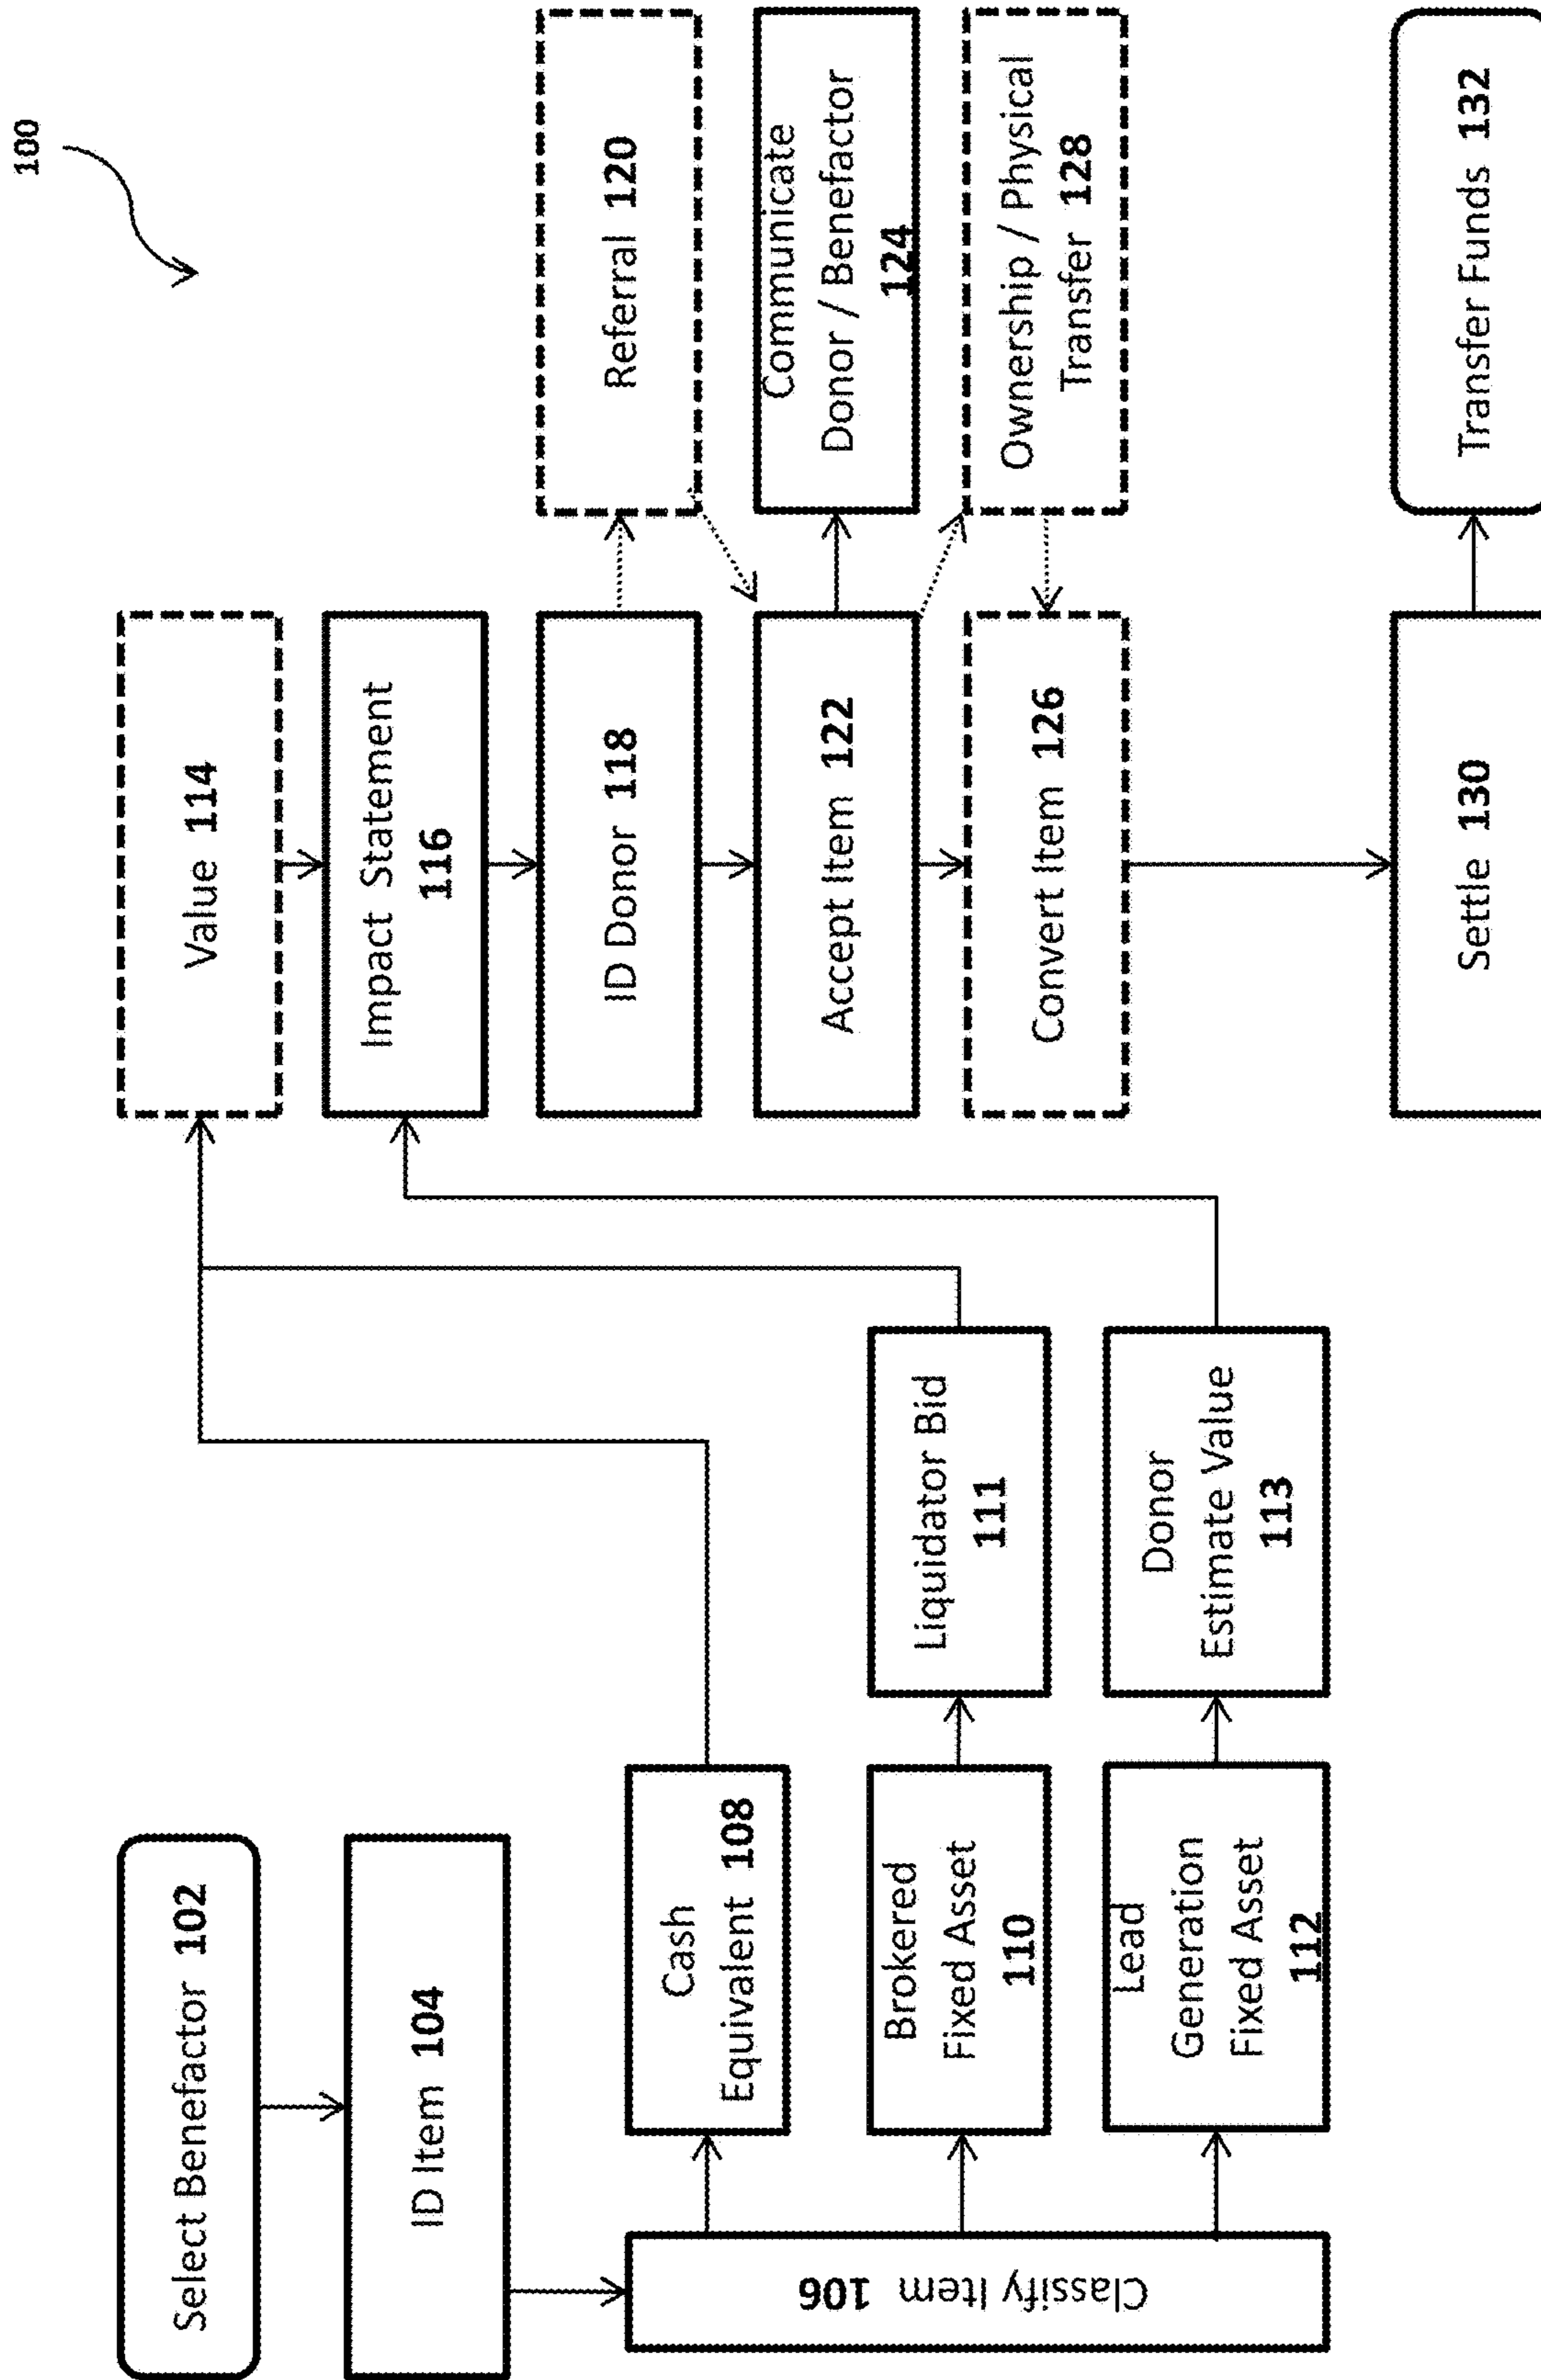 100
Select Benefactor 102
ID Item 104
Classify Item 106
Cash
Equivalent 108
Brokered
Fixed Asset
110
Lead
Generation
Fixed Asset
112
Liquidator Bid
111
Donor
Estimate Value
113
Value 114
Impact Statement
116
ID Donor 118
Referral 120
Accept Item 122
Communicate
Donor / Benefactor
124
Convert Item 126
Ownership / Physical
Transfer 128
Settle 130
Transfer Funds 132